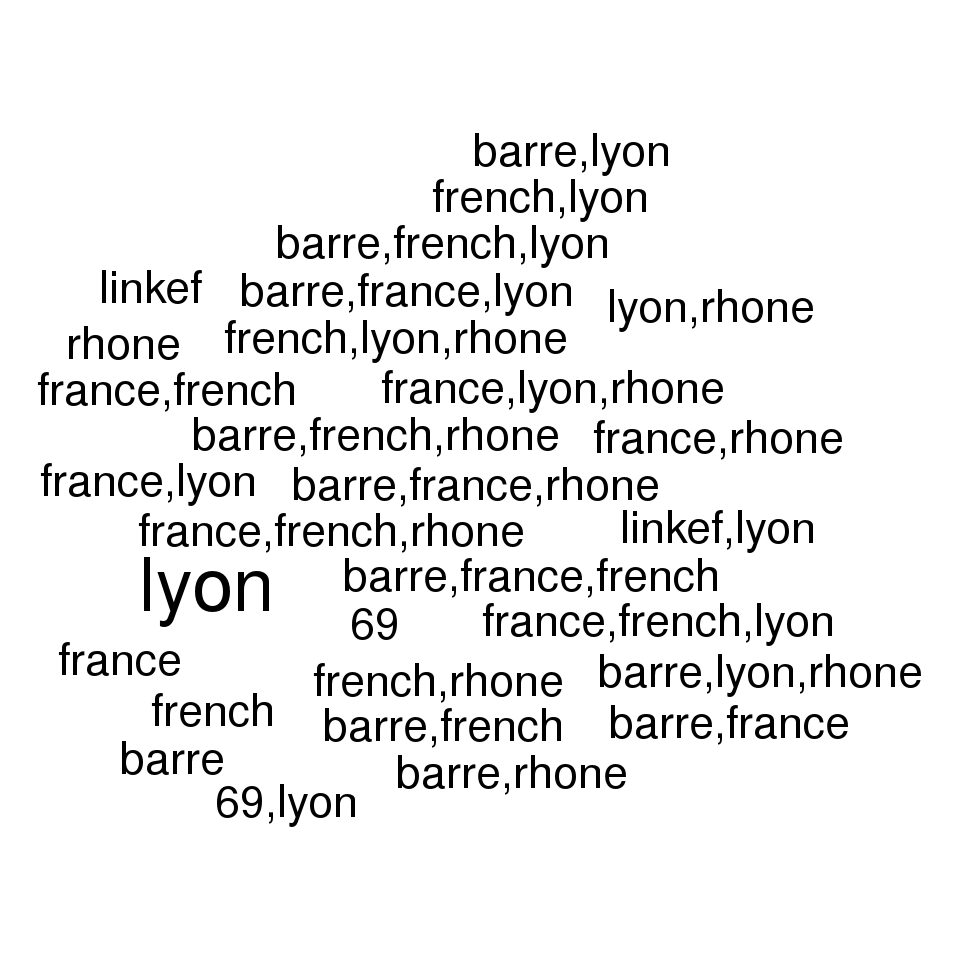 barre,lyon
french,lyon
barre,french,lyon
linkef
barre,france,lyon
lyon,rhone
rhone
french,lyon,rhone
france,french
france,lyon,rhone
barre,french,rhone
france,rhone
france,lyon
barre,france,rhone
france,french,rhone
linkef,lyon
lyon
barre,france,french
69
france,french,lyon
france
french,rhone
barre,lyon,rhone
french
barre,french
barre,france
barre
barre,rhone
69,lyon